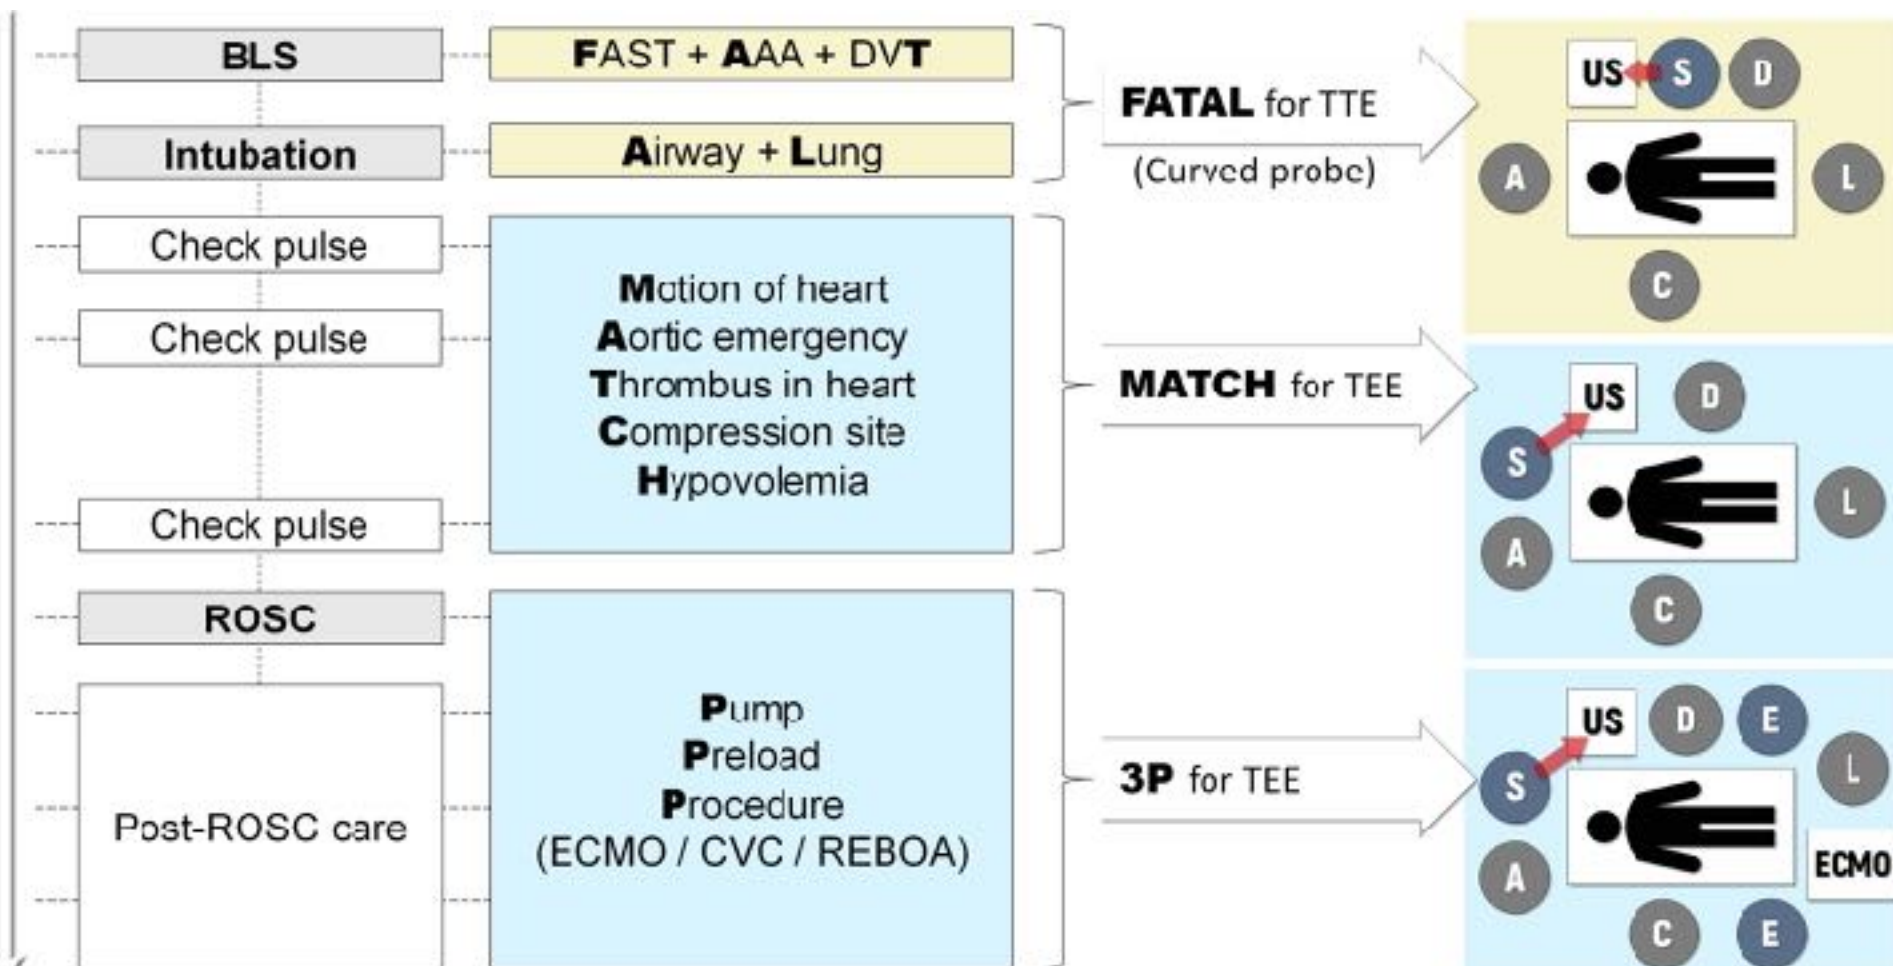 BLS
FAST + AAA + DVT
Intubation
Airway + Lung
FATAL for TTE
(Curved probe)
US
S
D
A
L
C
Check pulse
Check pulse
Check pulse
Motion of heart
Aortic emergency
Thrombus in heart
Compression site
Hypovolemia
MATCH for TEE
US
D
S
L
A
C
ROSC
Post-ROSC care
Pump
Preload
Procedure
(ECMO / CVC / REBOA)
3P for TEE
US
D
E
L
S
A
ECMO
C
E